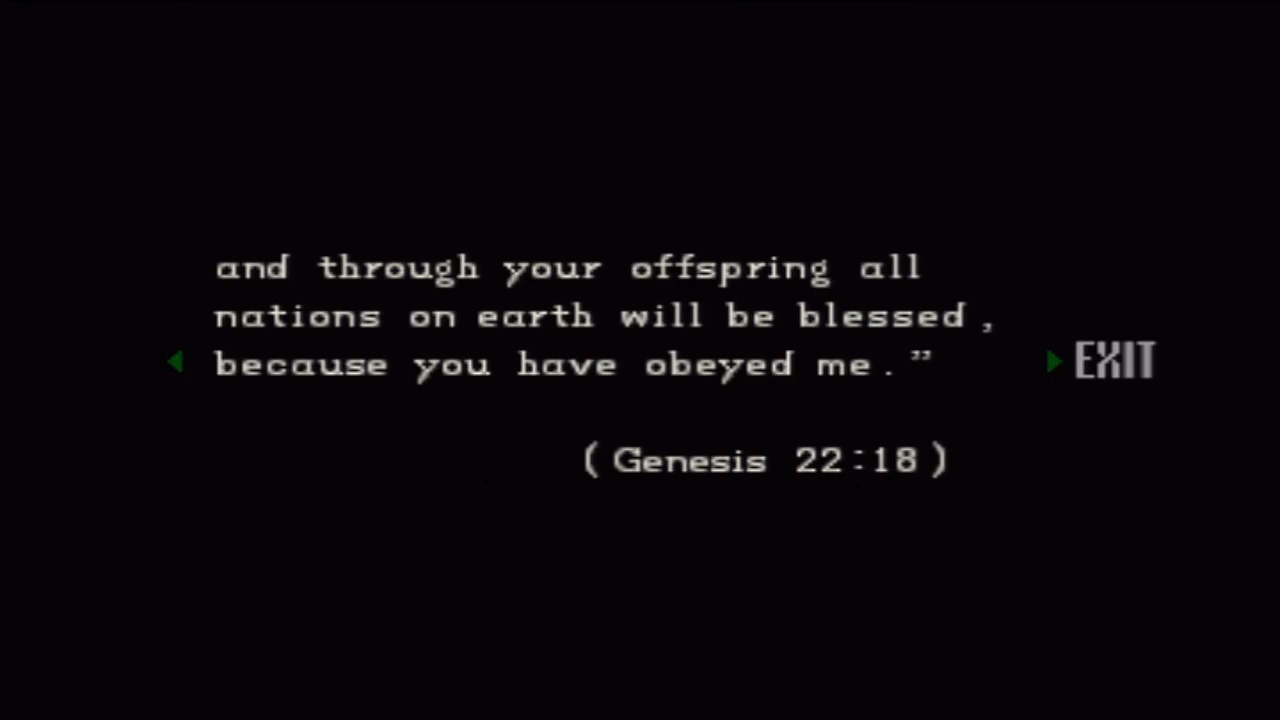 and through your offspring all
nations on earth will be blessed,
because you have obeyed me.”
EXIT
(Genesis 22:18)